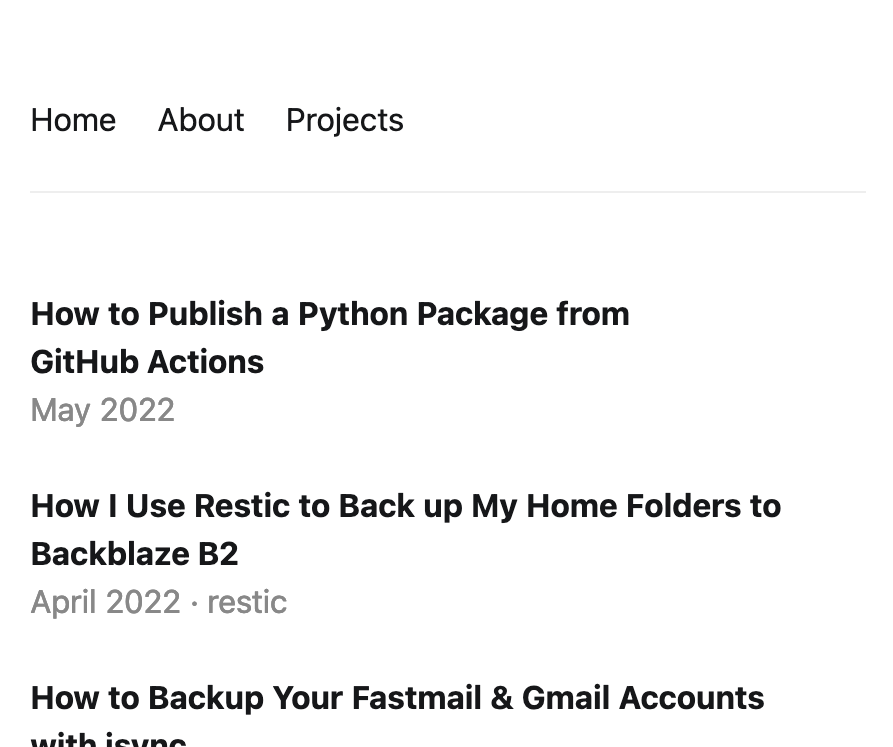 Home About Projects
How to Publish a Python Package from
GitHub Actions
May 2022
How I Use Restic to Back up My Home Folders to
Backblaze B2
April 2022 · restic
How to Backup Your Fastmail & Gmail Accounts
with isync